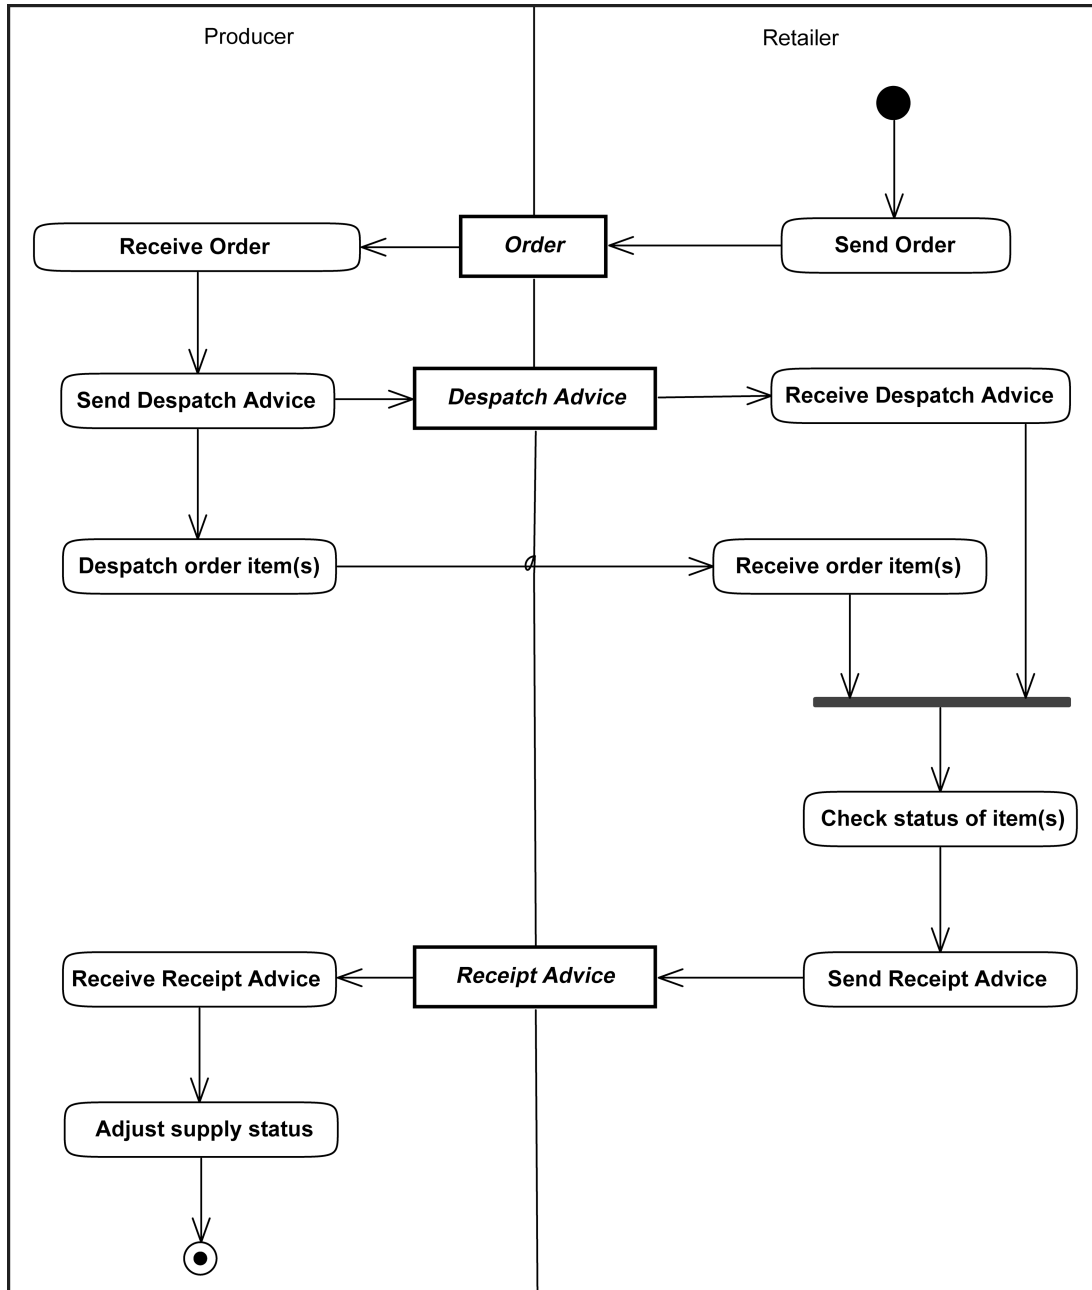 Producer
Retailer
Receive Order
Order
Send Order
Send Despatch Advice
Despatch Advice
Receive Despatch Advice
Despatch order item(s)
Receive order item(s)
Check status of item(s)
Receive Receipt Advice
Receipt Advice
Send Receipt Advice
Adjust supply status